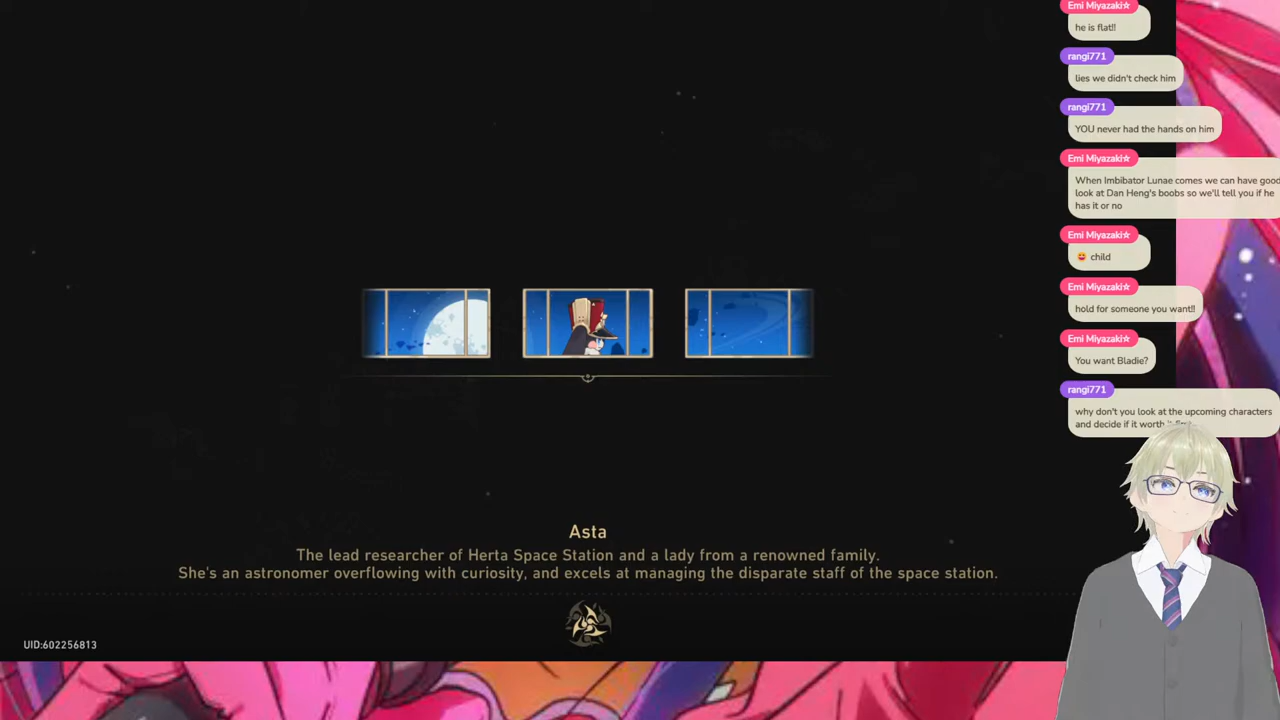 Emi Miyazaki☆
he is flat!!
rangi771
lies we didn't check him
rangi771
YOU never had the hands on him
Emi Miyazaki☆
When Imbibator Lunae comes we can have good
look at Dan Heng's boobs so we'll tell you if he
has it or no
Emi Miyazaki☆
😋 child
Emi Miyazaki☆
hold for someone you want!!
Emi Miyazaki☆
You want Bladie?
rangi771
why don't you look at the upcoming characters
and decide if it worth it
Asta
The lead researcher of Herta Space Station and a lady from a renowned family.
She's an astronomer overflowing with curiosity, and excels at managing the disparate staff of the space station.
UID:602256813